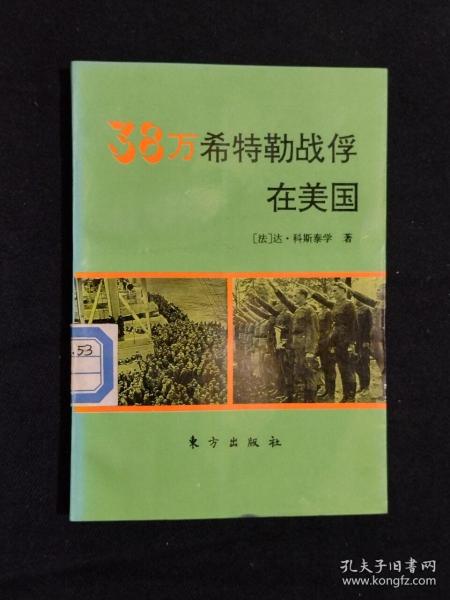 38万希特勒战俘
在美国
[法]达·科斯泰学 著
.53
东方出版社
孔夫子旧书网
www.kongfz.com